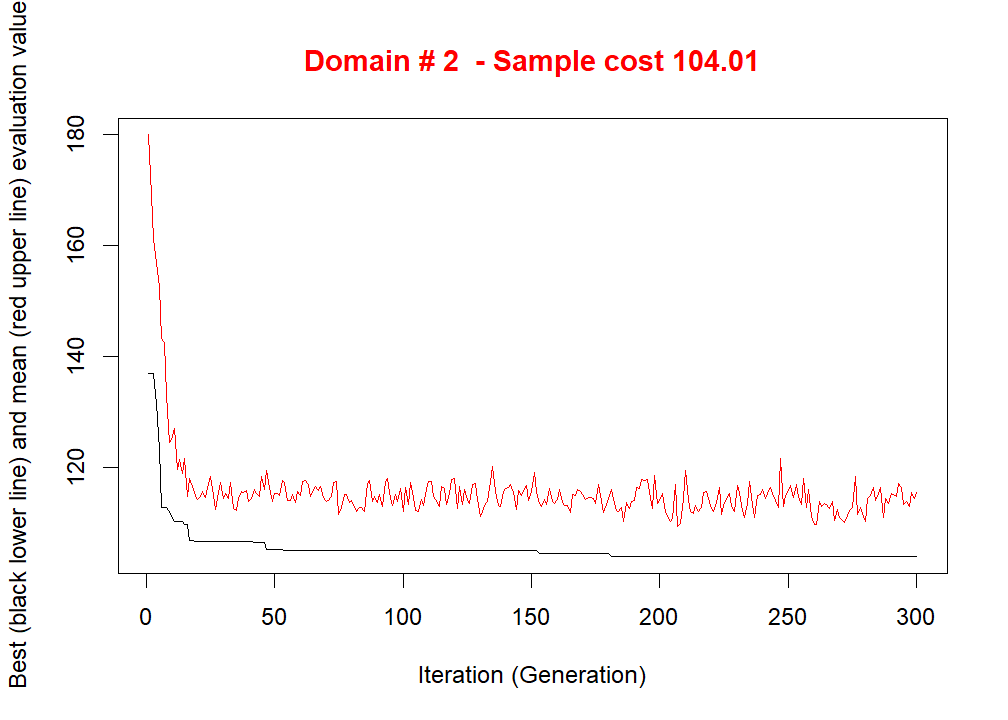 Domain # 2  - Sample cost 104.01
Best (black lower line) and mean (red upper line) evaluation value
180
160
140
120
0 50 100 150 200 250 300
Iteration (Generation)